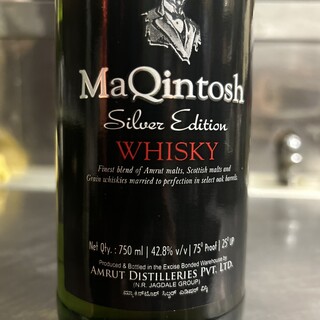 MaQintosh
Silver Edition
WHISKY
Finest blend of Amrut malts, Scottish malts and
Grain whiskies married to perfection in select oak barrels.
Net Qty. : 750 ml | 42.8% v/v | 75° Proof | 25° UP
Produced & Bottled in the Excise Bonded Warehouse by
AMRUT DISTILLERIES PVT. LTD.
(N.R. JAGDALE GROUP)